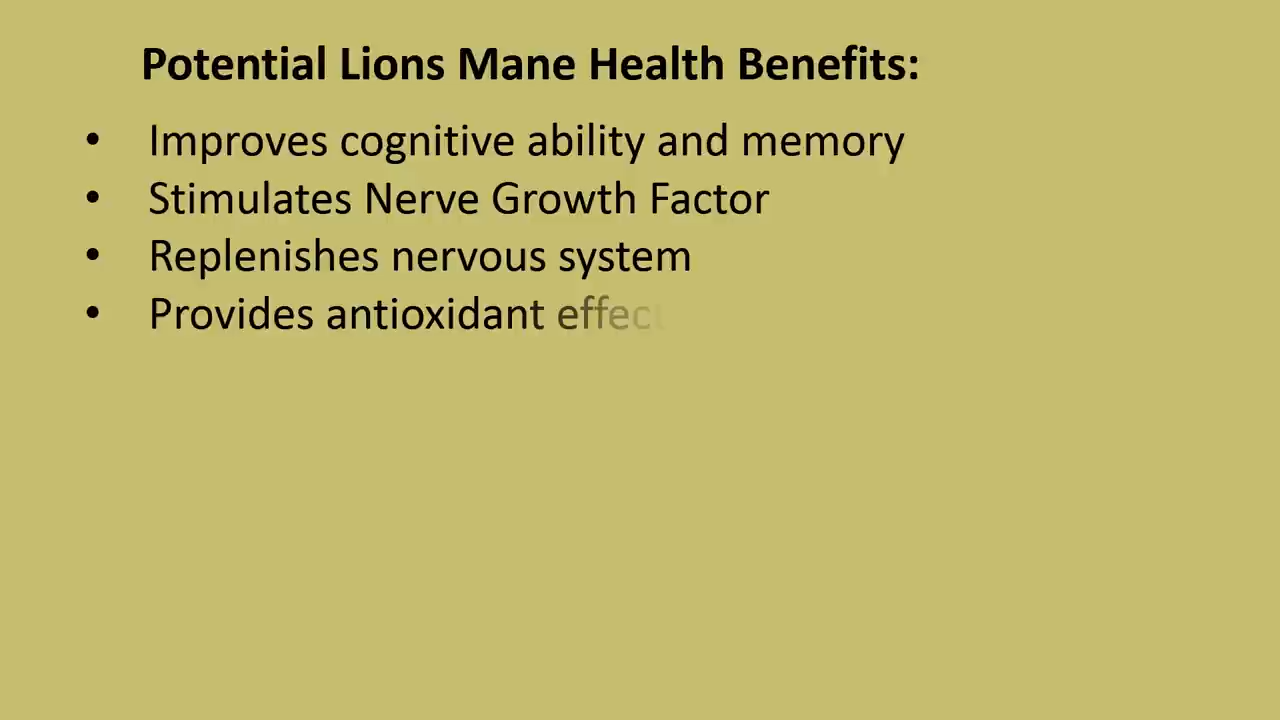 Potential Lions Mane Health Benefits:
• Improves cognitive ability and memory
• Stimulates Nerve Growth Factor
• Replenishes nervous system
• Provides antioxidant effect